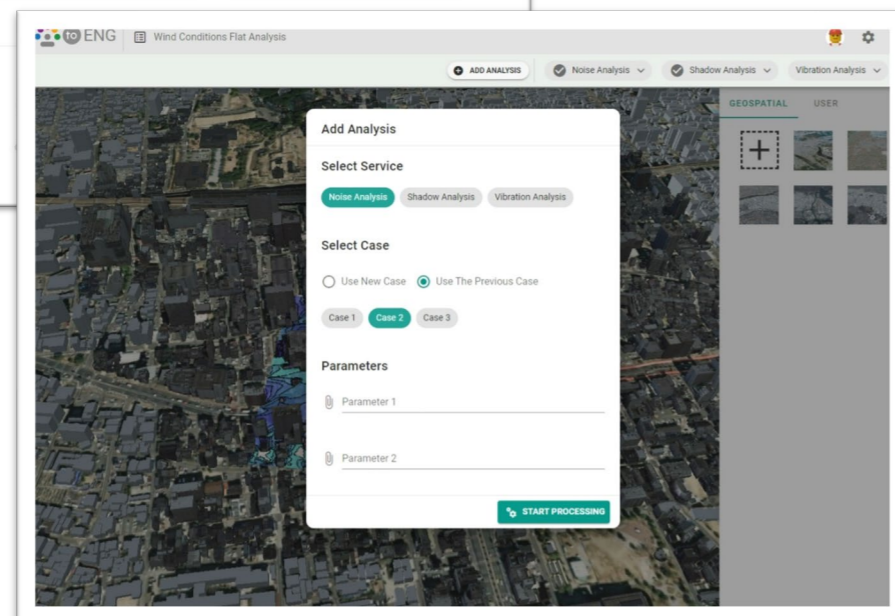 to ENG Wind Conditions Flat Analysis
ADD ANALYSIS Noise Analysis Shadow Analysis Vibration Analysis
GEOSPATIAL USER
Add Analysis
Select Service
Noise Analysis Shadow Analysis Vibration Analysis
Select Case
Use New Case Use The Previous Case
Case 1 Case 2 Case 3
Parameters
Parameter 1
Parameter 2
START PROCESSING